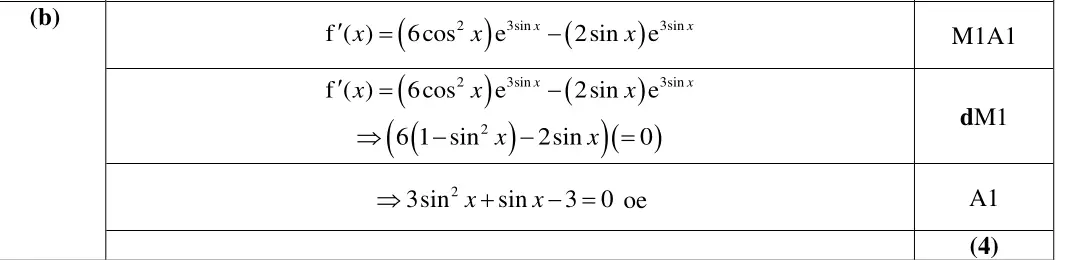 (b)
f′(x) = (6cos² x)e^{3sin x} − (2sin x)e^{3sin x} M1A1
f′(x) = (6cos² x)e^{3sin x} − (2sin x)e^{3sin x}
⇒ (6(1 − sin² x) − 2sin x)(= 0) dM1
⇒ 3sin² x + sin x − 3 = 0 oe A1
(4)